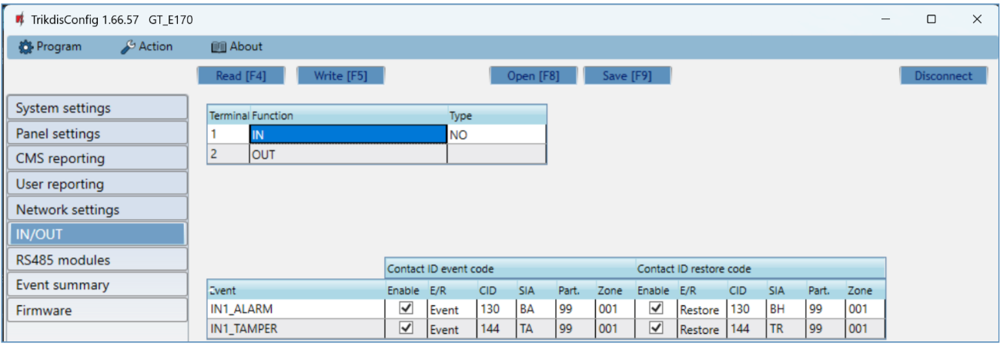 TrikdisConfig 1.66.57 GT_E170
Program Action About
Read [F4] Write [F5] Open [F8] Save [F9] Disconnect
System settings
Panel settings
CMS reporting
User reporting
Network settings
IN/OUT
RS485 modules
Event summary
Firmware
Terminal Function Type
1 IN NO
2 OUT
Contact ID event code Contact ID restore code
Event Enable E/R CID SIA Part. Zone Enable E/R CID SIA Part. Zone
IN1_ALARM Event 130 BA 99 001 Restore 130 BH 99 001
IN1_TAMPER Event 144 TA 99 001 Restore 144 TR 99 001